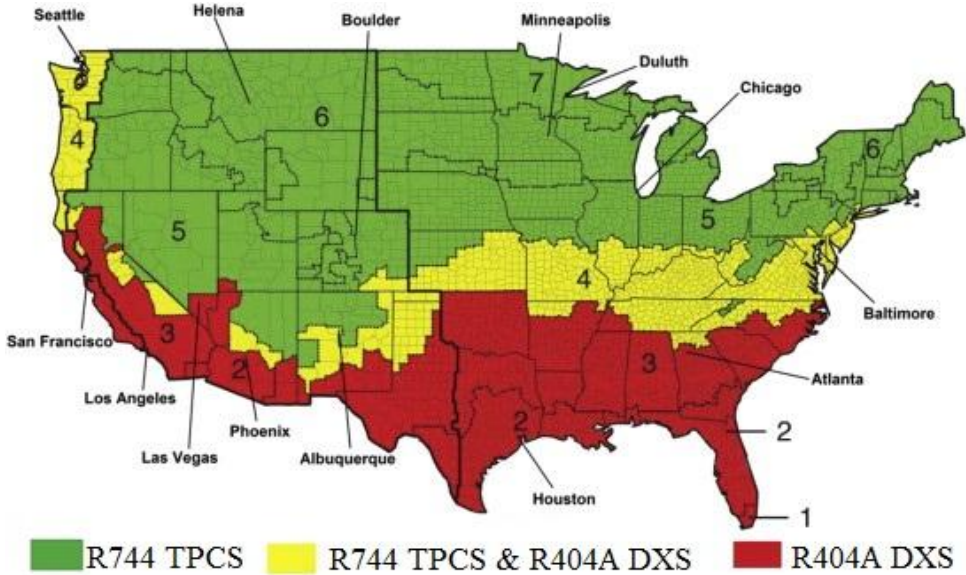 Seattle
Helena
Boulder
Minneapolis
Duluth
Chicago
7
6
4
6
5
5
4
Baltimore
San Francisco
3
3
2
Atlanta
Los Angeles
Phoenix
2
2
Las Vegas
Albuquerque
Houston
1
R744 TPCS
R744 TPCS & R404A DXS
R404A DXS